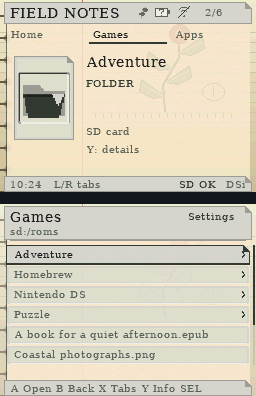 FIELD NOTES 2/6
Home Games Apps
Adventure
FOLDER
SD card
Y: details
10:24 L/R tabs SD OK DSi
Games Settings
sd:/roms
Adventure
Homebrew
Nintendo DS
Puzzle
A book for a quiet afternoon.epub
Coastal photographs.png
A Open B Back X Tabs Y Info SEL